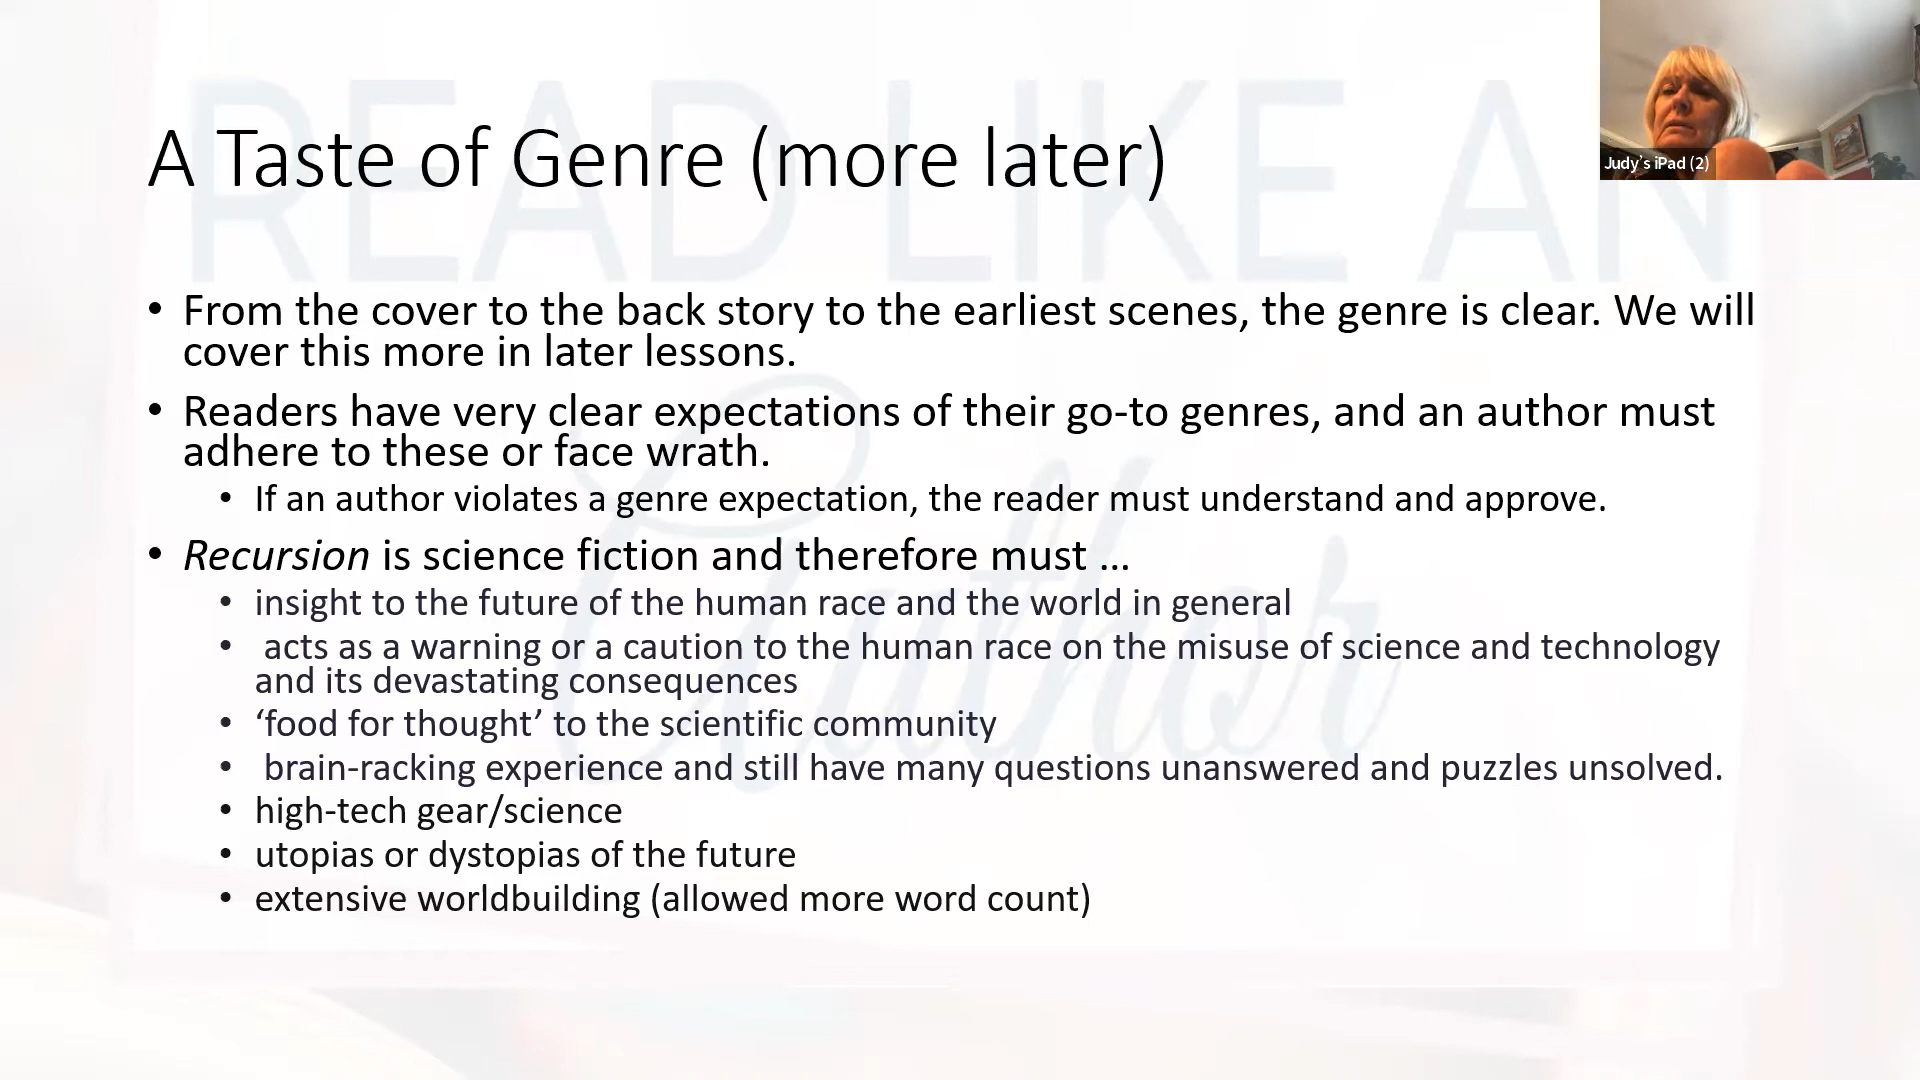 READ LIKE AN
Judy's iPad (2)
A Taste of Genre (more later)
• From the cover to the back story to the earliest scenes, the genre is clear. We will
cover this more in later lessons.
• Readers have very clear expectations of their go-to genres, and an author must
adhere to these or face wrath.
• If an author violates a genre expectation, the reader must understand and approve.
• Recursion is science fiction and therefore must …
• insight to the future of the human race and the world in general
• acts as a warning or a caution to the human race on the misuse of science and technology
and its devastating consequences
• ‘food for thought’ to the scientific community
• brain-racking experience and still have many questions unanswered and puzzles unsolved.
• high-tech gear/science
• utopias or dystopias of the future
• extensive worldbuilding (allowed more word count)
Author